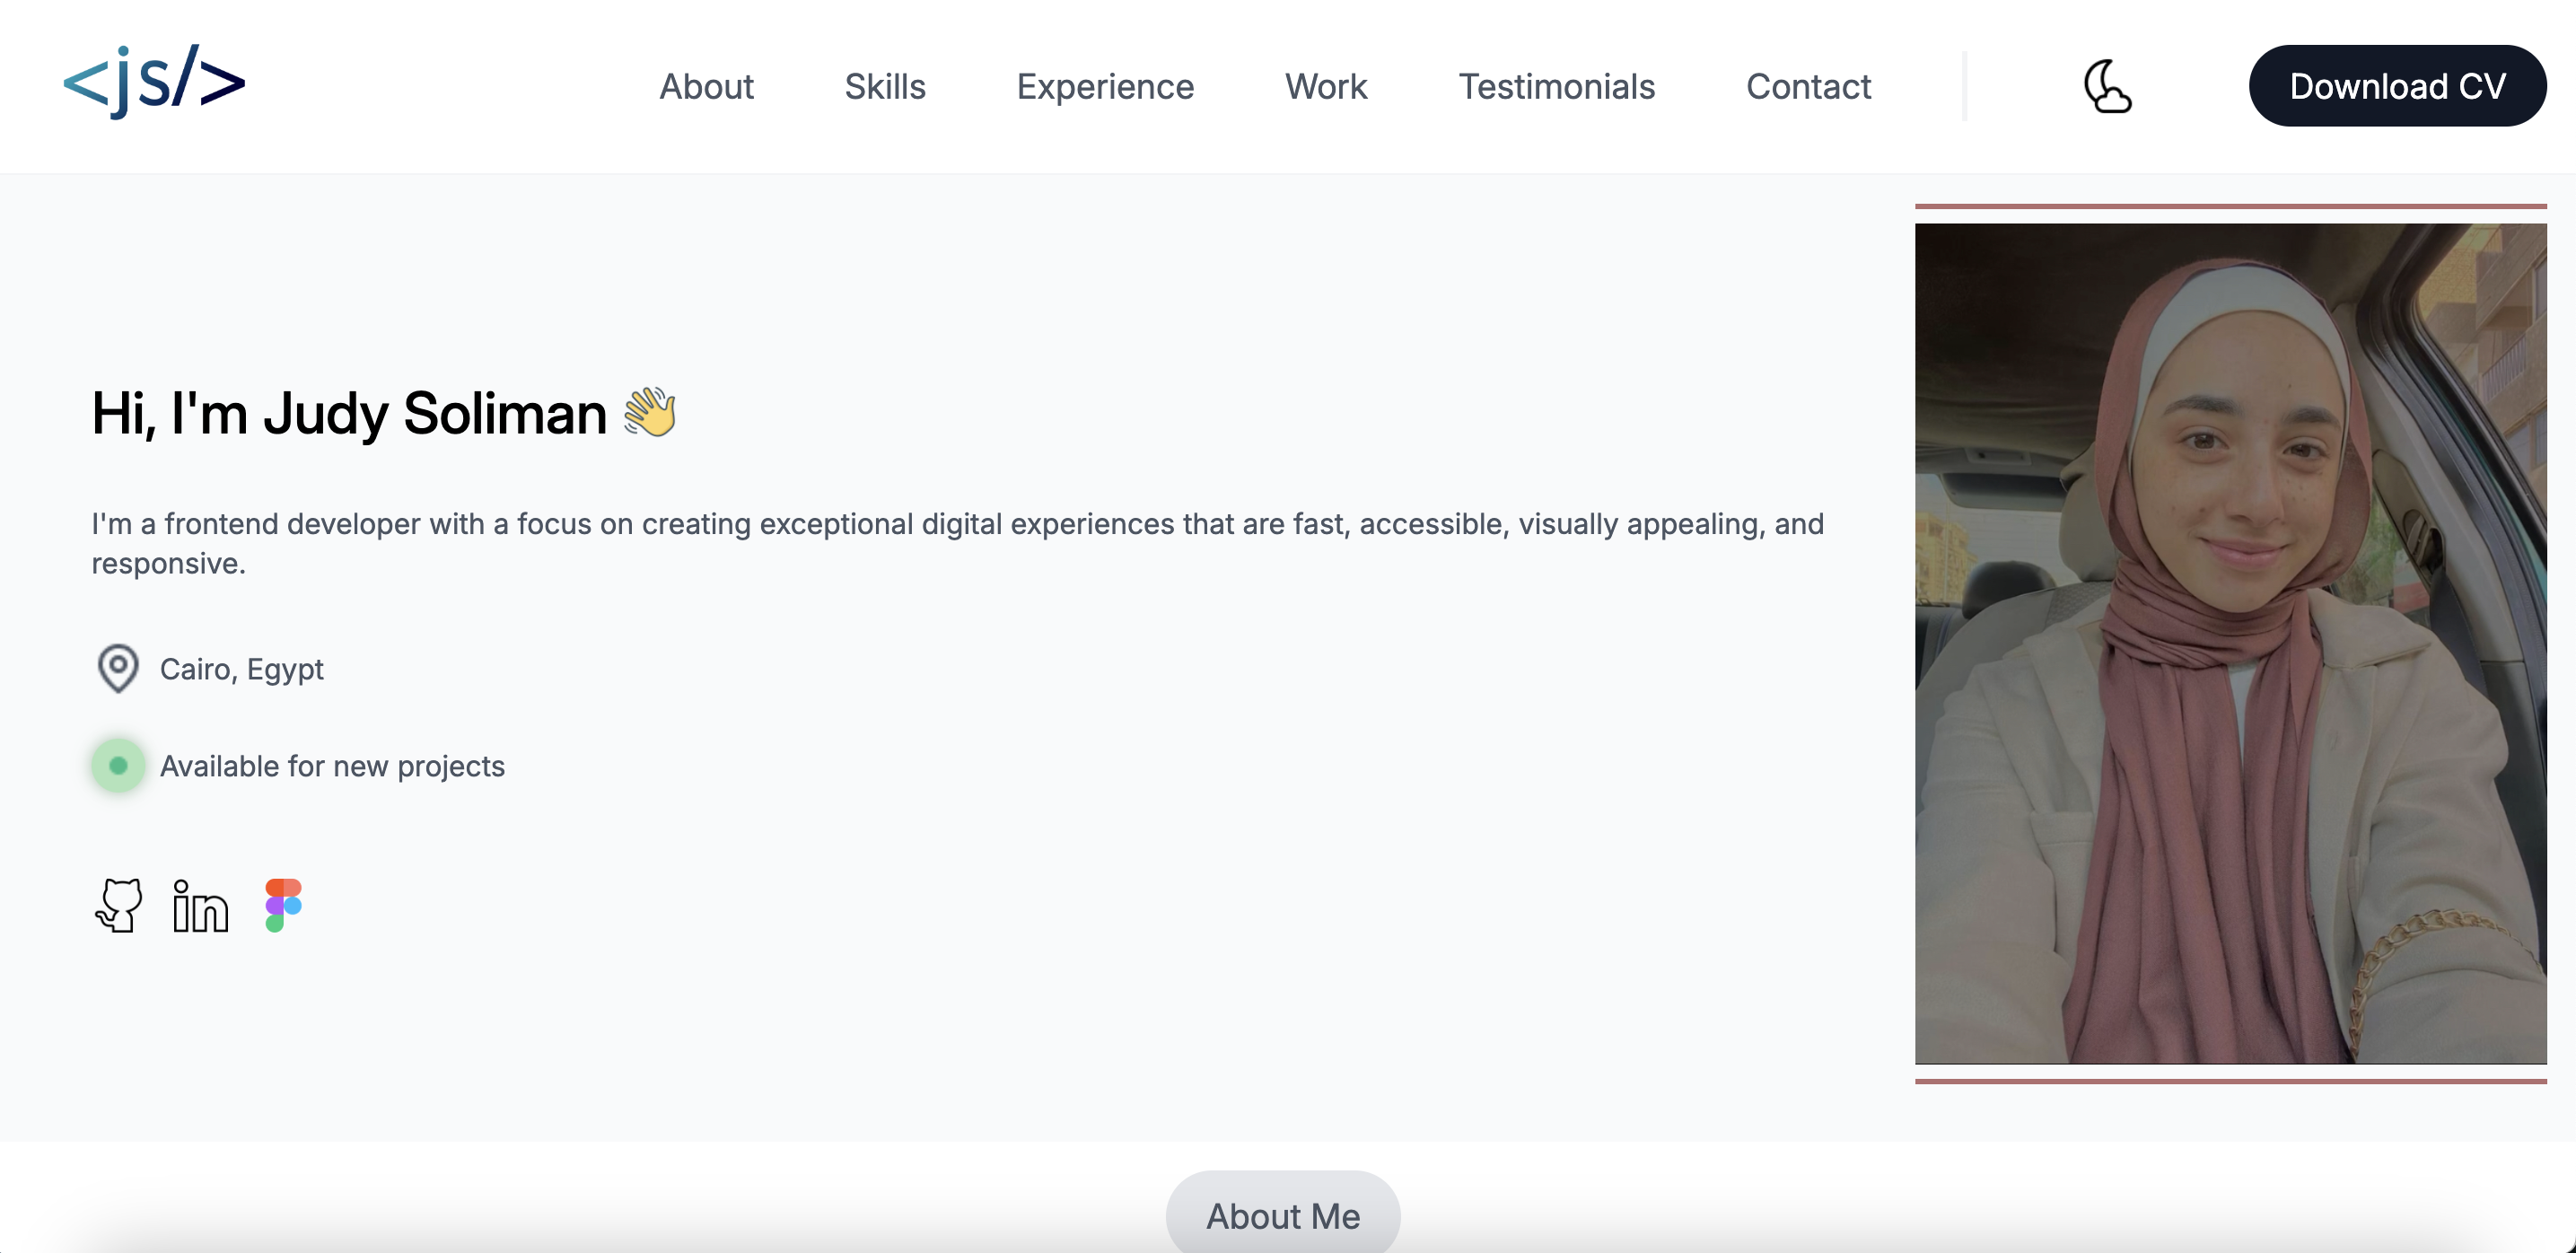 <js/>
About
Skills
Experience
Work
Testimonials
Contact
Download CV
Hi, I'm Judy Soliman 👋
I'm a frontend developer with a focus on creating exceptional digital experiences that are fast, accessible, visually appealing, and
responsive.
Cairo, Egypt
Available for new projects
in
About Me